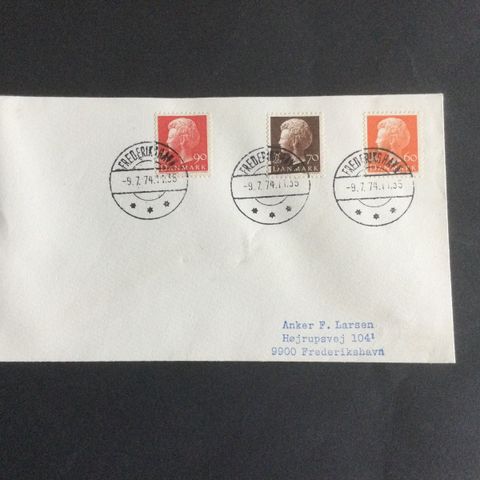 90
DANMARK
70
DANMARK
60
DANMARK
FREDERIKSHAVN
-9.7.74.11.35
FREDERIKSHAVN
-9.7.74.11.35
FREDERIKSHAVN
-9.7.74.11.35
Anker F. Larsen
Højrupsvej 104¹
9900 Frederikshavn